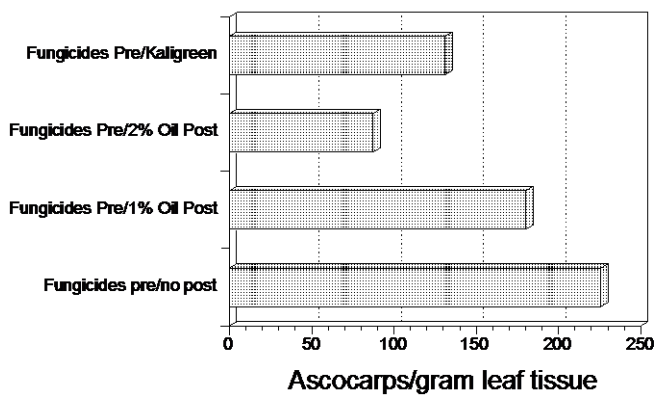 Fungicides Pre/Kaligreen
Fungicides Pre/2% Oil Post
Fungicides Pre/1% Oil Post
Fungicides pre/no post
0 50 100 150 200 250
Ascocarps/gram leaf tissue